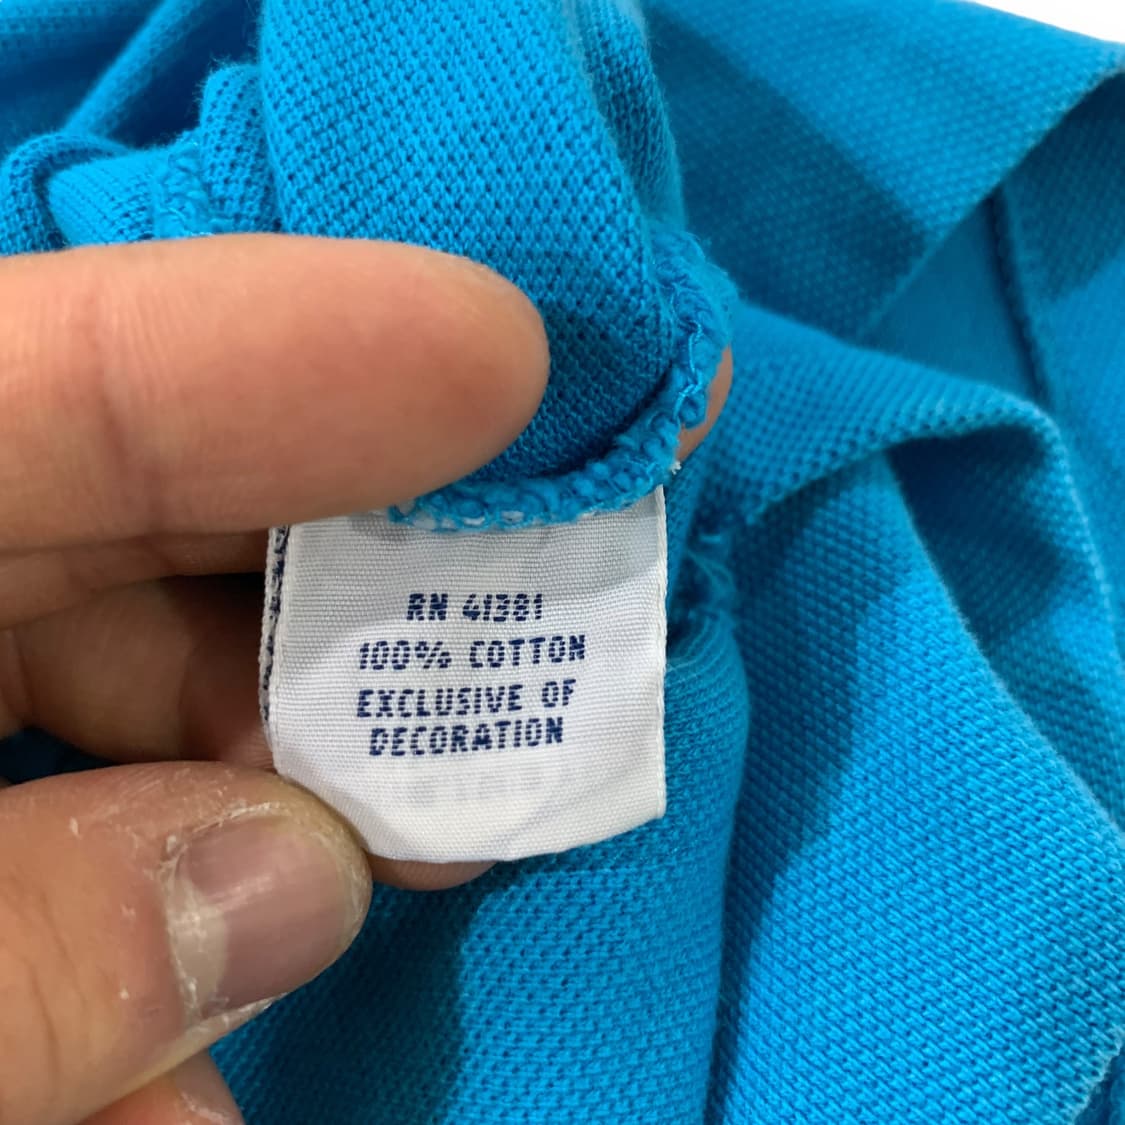 RN 41381
100% COTTON
EXCLUSIVE OF
DECORATION